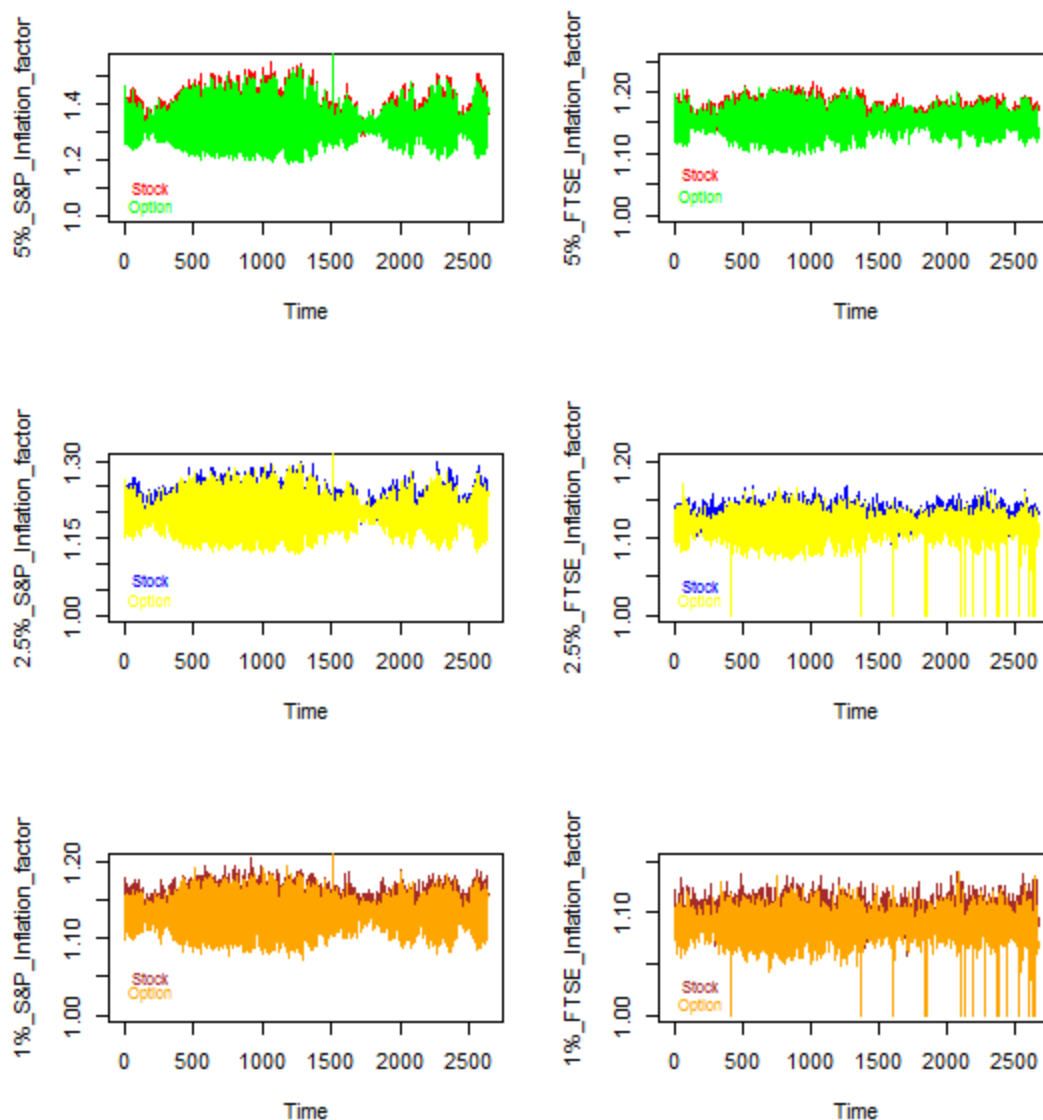 5%_S&P_Inflation_factor
1.0 1.2 1.4
Stock
Option
0 500 1000 1500 2000 2500
Time
5%_FTSE_Inflation_factor
1.00 1.10 1.20
Stock
Option
0 500 1000 1500 2000 2500
Time
2.5%_S&P_Inflation_factor
1.00 1.15 1.30
Stock
Option
0 500 1000 1500 2000 2500
Time
2.5%_FTSE_Inflation_factor
1.00 1.10 1.20
Stock
Option
0 500 1000 1500 2000 2500
Time
1%_S&P_Inflation_factor
1.00 1.10 1.20
Stock
Option
0 500 1000 1500 2000 2500
Time
1%_FTSE_Inflation_factor
1.00 1.10
Stock
Option
0 500 1000 1500 2000 2500
Time